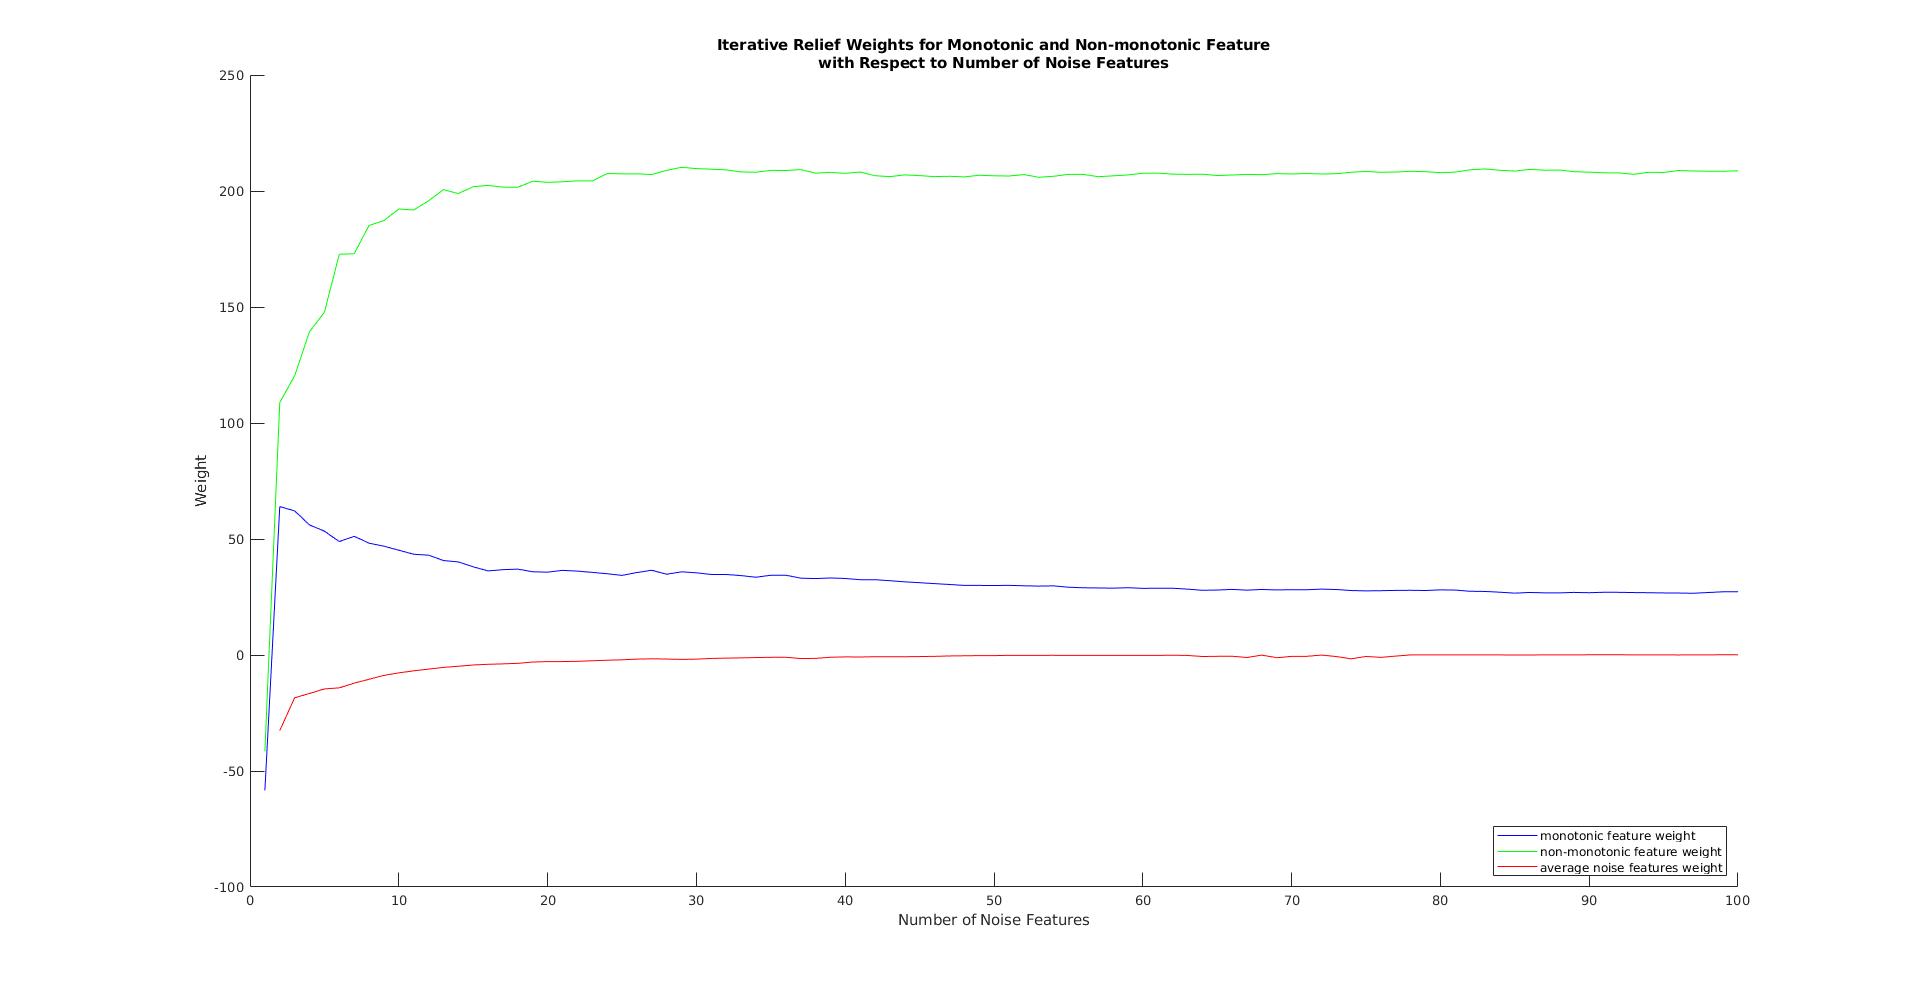 Iterative Relief Weights for Monotonic and Non-monotonic Feature
with Respect to Number of Noise Features
250
200
150
100
50
0
-50
-100
Weight
0 10 20 30 40 50 60 70 80 90 100
Number of Noise Features
monotonic feature weight
non-monotonic feature weight
average noise features weight